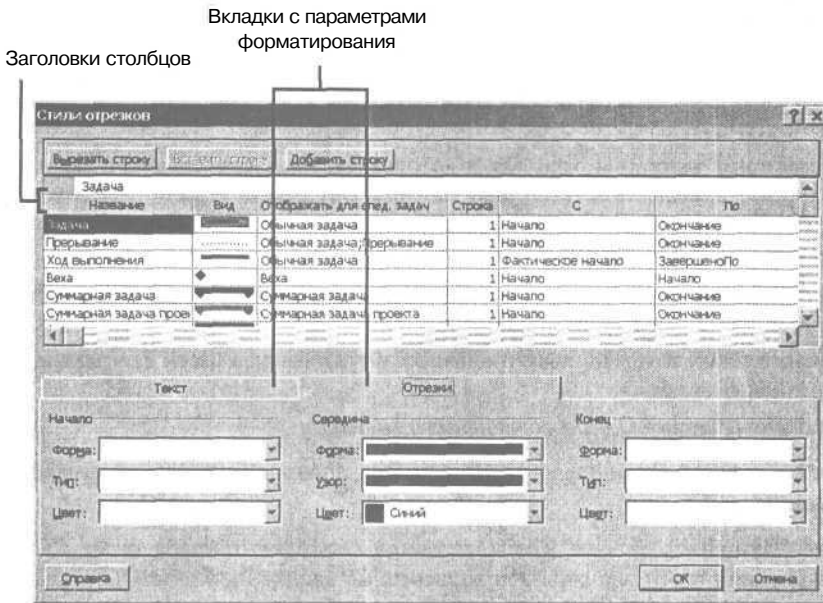 Вкладки с параметрами
форматирования
Заголовки столбцов
Стили отрезков
Вырезать строку Вставить строку Добавить строку
Задача
Название Вид Отображать для след. задач Строка С По
Задача Обычная задача 1 Начало Окончание
Прерывание Обычная задача;Прерывание 1 Начало Окончание
Ход выполнения Обычная задача 1 Фактическое начало ЗавершеноПо
Веха Веха 1 Начало Начало
Суммарная задача Суммарная задача 1 Начало Окончание
Суммарная задача прое Суммарная задача проекта 1 Начало Окончание
Текст Отрезки
Начало Середина Конец
Форма: Форма: Форма:
Тип: Узор: Тип:
Цвет: Цвет: Синий Цвет:
Справка ОК Отмена